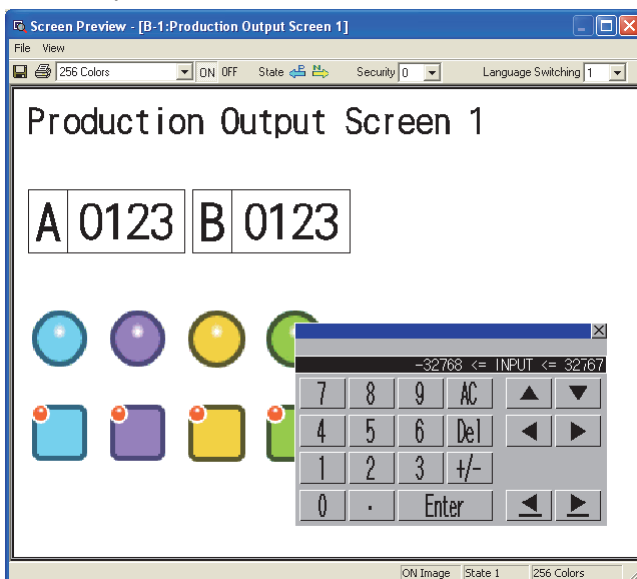 Screen Preview - [B-1:Production Output Screen 1]
File View
256 Colors ON OFF State Security 0 Language Switching 1
Production Output Screen 1
A 0123 B 0123
-32768 <= INPUT <= 32767
7 8 9 AC
4 5 6 Del
1 2 3 +/-
0 . Enter
ON Image State 1 256 Colors